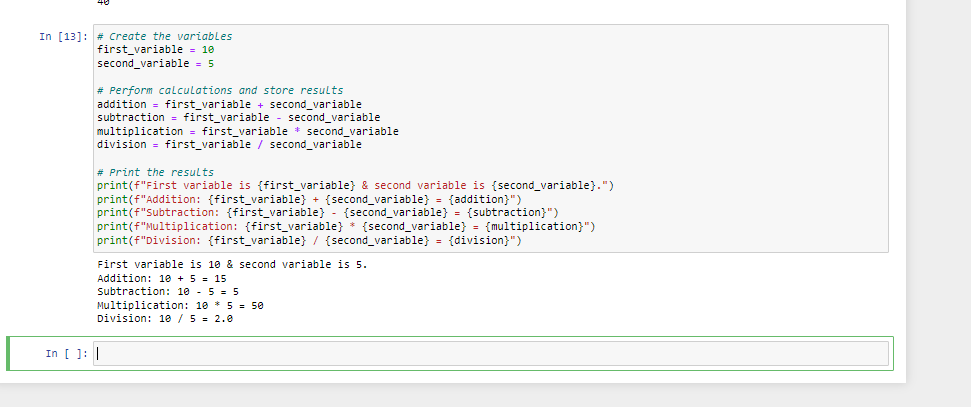 40
In [13]:
# Create the variables
first_variable = 10
second_variable = 5

# Perform calculations and store results
addition = first_variable + second_variable
subtraction = first_variable - second_variable
multiplication = first_variable * second_variable
division = first_variable / second_variable

# Print the results
print(f"First variable is {first_variable} & second variable is {second_variable}.")
print(f"Addition: {first_variable} + {second_variable} = {addition}")
print(f"Subtraction: {first_variable} - {second_variable} = {subtraction}")
print(f"Multiplication: {first_variable} * {second_variable} = {multiplication}")
print(f"Division: {first_variable} / {second_variable} = {division}")
First variable is 10 & second variable is 5.
Addition: 10 + 5 = 15
Subtraction: 10 - 5 = 5
Multiplication: 10 * 5 = 50
Division: 10 / 5 = 2.0
In [ ]: